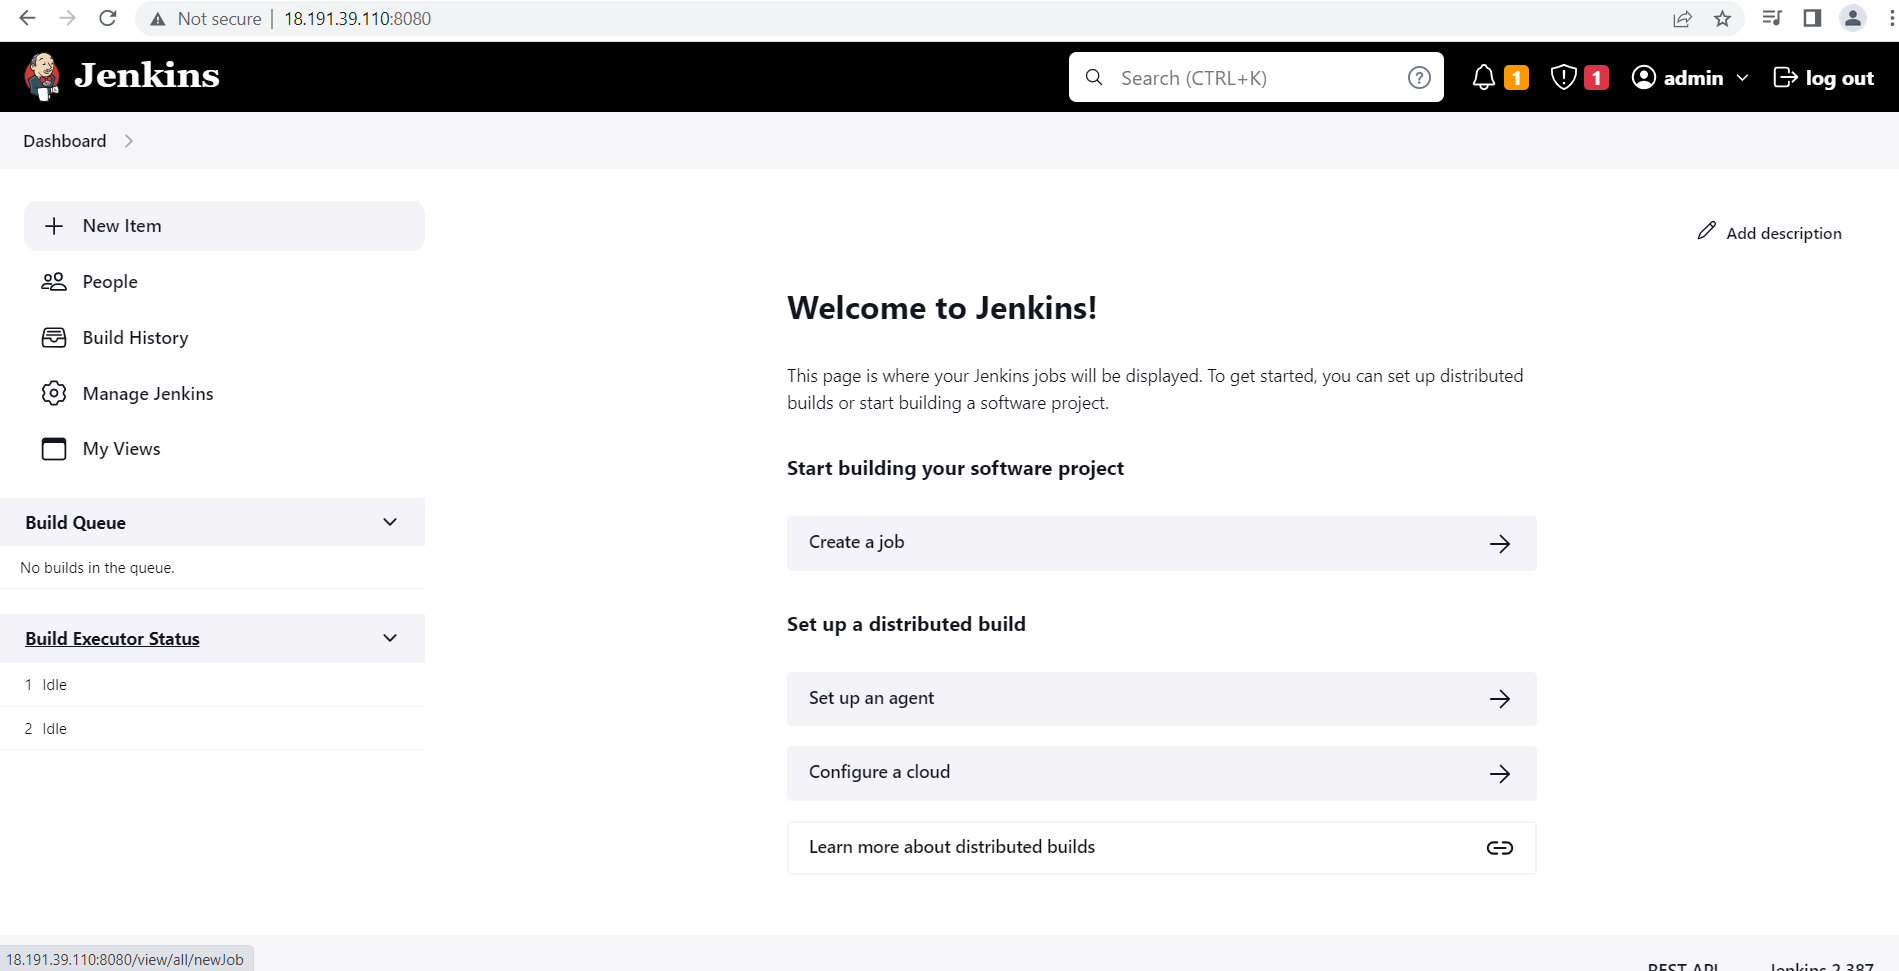 Not secure | 18.191.39.110:8080
Jenkins
Search (CTRL+K)
?
1
1
admin
log out
Dashboard
New Item
People
Build History
Manage Jenkins
My Views
Build Queue
No builds in the queue.
Build Executor Status
1 Idle
2 Idle
Add description
Welcome to Jenkins!
This page is where your Jenkins jobs will be displayed. To get started, you can set up distributed
builds or start building a software project.
Start building your software project
Create a job
Set up a distributed build
Set up an agent
Configure a cloud
Learn more about distributed builds
18.191.39.110:8080/view/all/newJob
REST API
Jenkins 2.387